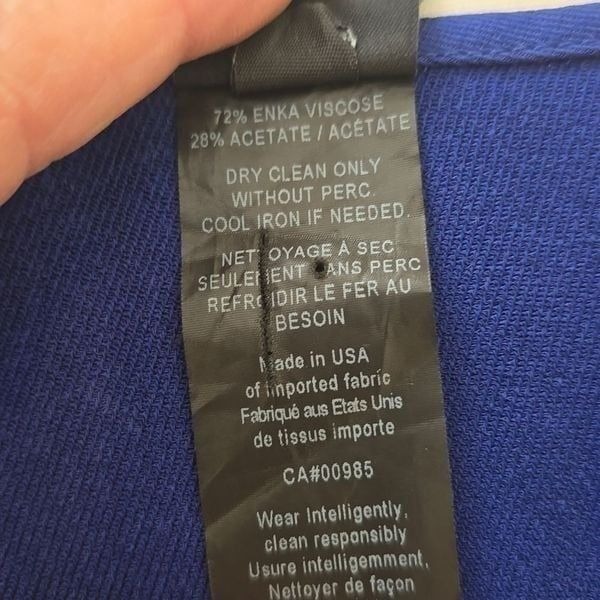 72% ENKA VISCOSE
28% ACETATE / ACÉTATE
DRY CLEAN ONLY
WITHOUT PERC.
COOL IRON IF NEEDED.
NETTOYAGE À SEC
SEULEMENT SANS PERC
REFROIDIR LE FER AU
BESOIN
Made in USA
of imported fabric
Fabriqué aus Etats Unis
de tissus importe
CA#00985
Wear Intelligently,
clean responsibly
Usure intelligemment,
Nettoyer de façon